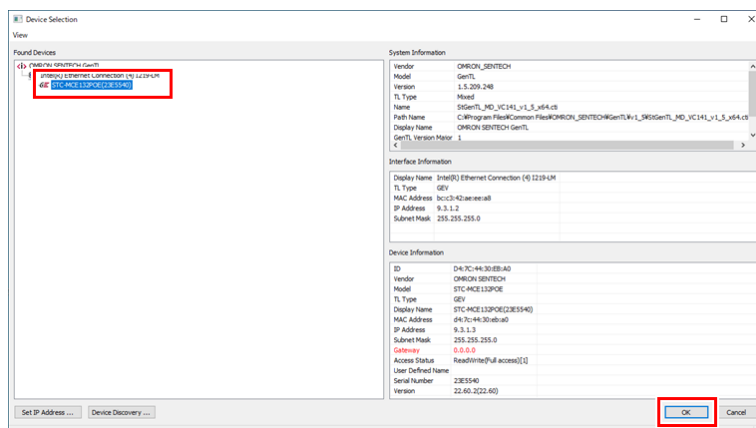 Device Selection
View
Found Devices
OMRON SENTECH GenTL
Intel(R) Ethernet Connection (4) I219-LM
STC-MCE132POE(23E5540)
System Information
Vendor OMRON_SENTECH
Model GenTL
Version 1.5.209.248
TL Type Mixed
Name StGenTL_MD_VC141_v1_5_x64.cti
Path Name C:¥Program Files¥Common Files¥OMRON_SENTECH¥GenTL¥v1_5¥StGenTL_MD_VC141_v1_5_x64.cti
Display Name OMRON SENTECH GenTL
GenTL Version Major 1
Interface Information
Display Name Intel(R) Ethernet Connection (4) I219-LM
TL Type GEV
MAC Address bc:c3:42:ae:ee:a8
IP Address 9.3.1.2
Subnet Mask 255.255.255.0
Device Information
ID D4:7C:44:30:EB:A0
Vendor OMRON SENTECH
Model STC-MCE132POE
TL Type GEV
Display Name STC-MCE132POE(23E5540)
MAC Address d4:7c:44:30:eb:a0
IP Address 9.3.1.3
Subnet Mask 255.255.255.0
Gateway 0.0.0.0
Access Status ReadWrite(Full access)[1]
User Defined Name
Serial Number 23E5540
Version 22.60.2(22.60)
Set IP Address ... Device Discovery ... OK Cancel